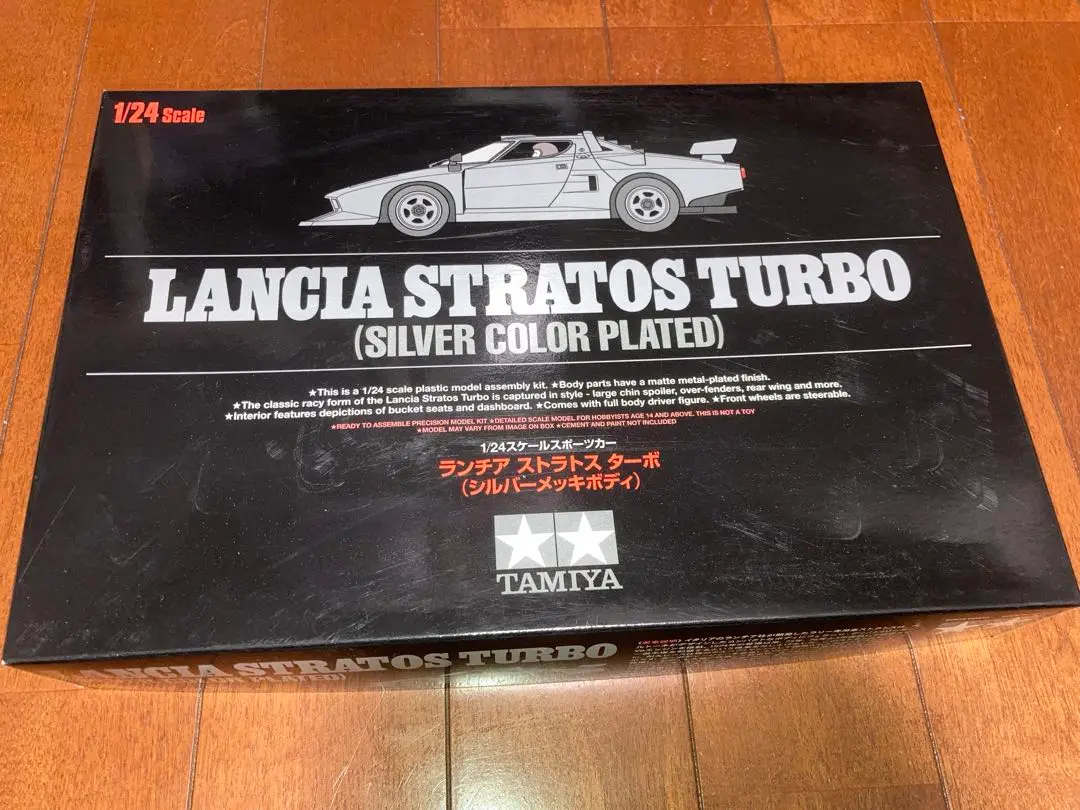 1/24 Scale
LANCIA STRATOS TURBO
(SILVER COLOR PLATED)
★This is a 1/24 scale plastic model assembly kit. ★Body parts have a matte metal-plated finish.
★The classic racy form of the Lancia Stratos Turbo is captured in style - large chin spoiler, over-fenders, rear wing and more.
★Interior features depictions of bucket seats and dashboard. ★Comes with full body driver figure. ★Front wheels are steerable.
★READY TO ASSEMBLE PRECISION MODEL KIT ★DETAILED SCALE MODEL FOR HOBBYISTS AGE 14 AND ABOVE. THIS IS NOT A TOY
★MODEL MAY VARY FROM IMAGE ON BOX ★CEMENT AND PAINT NOT INCLUDED
1/24スケールスポーツカー
ランチア ストラトス ターボ
(シルバーメッキボディ)
TAMIYA
LANCIA STRATOS TURBO